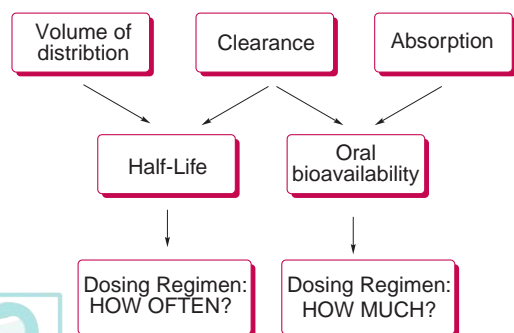 Volume of
distribtion
Clearance
Absorption
Half-Life
Oral
bioavailability
Dosing Regimen:
HOW OFTEN?
Dosing Regimen:
HOW MUCH?